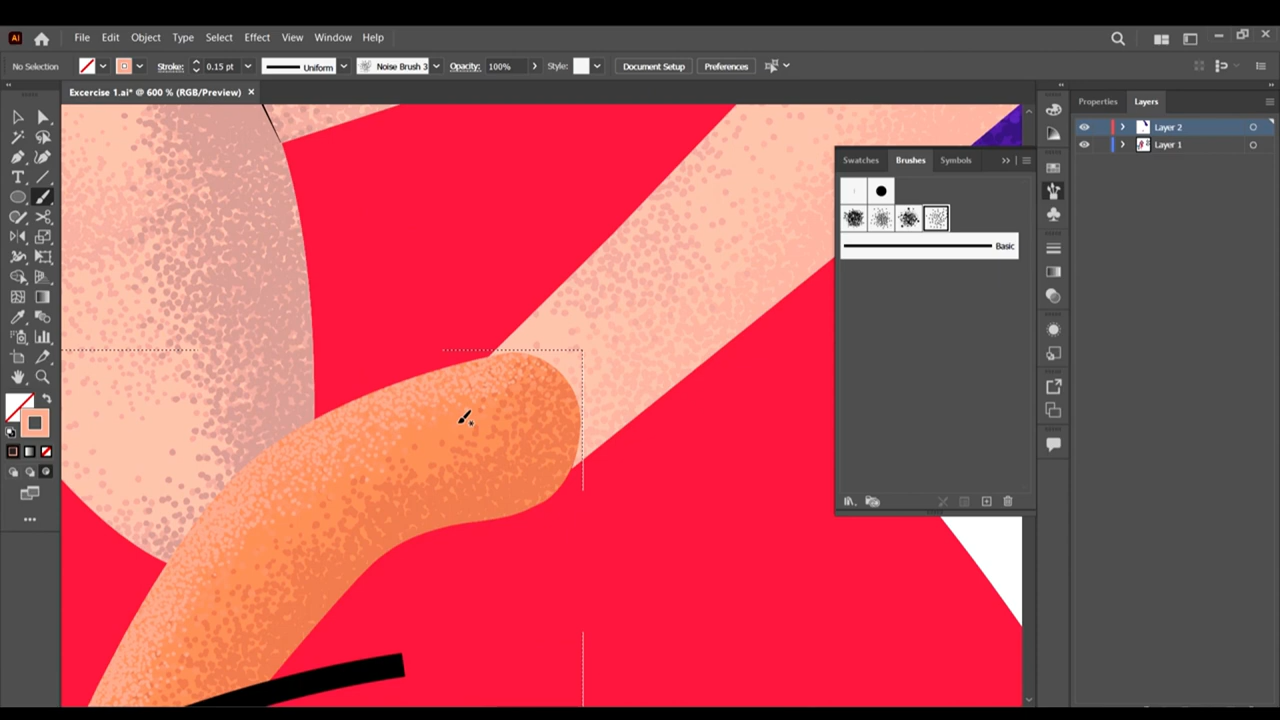 Ai File Edit Object Type Select Effect View Window Help
No Selection Stroke: 0.15 pt Uniform Noise Brush 3 Opacity: 100% Style: Document Setup Preferences
Excercise 1.ai* @ 600 % (RGB/Preview) ×
Properties Layers
Layer 2
Layer 1
Swatches Brushes Symbols
Basic